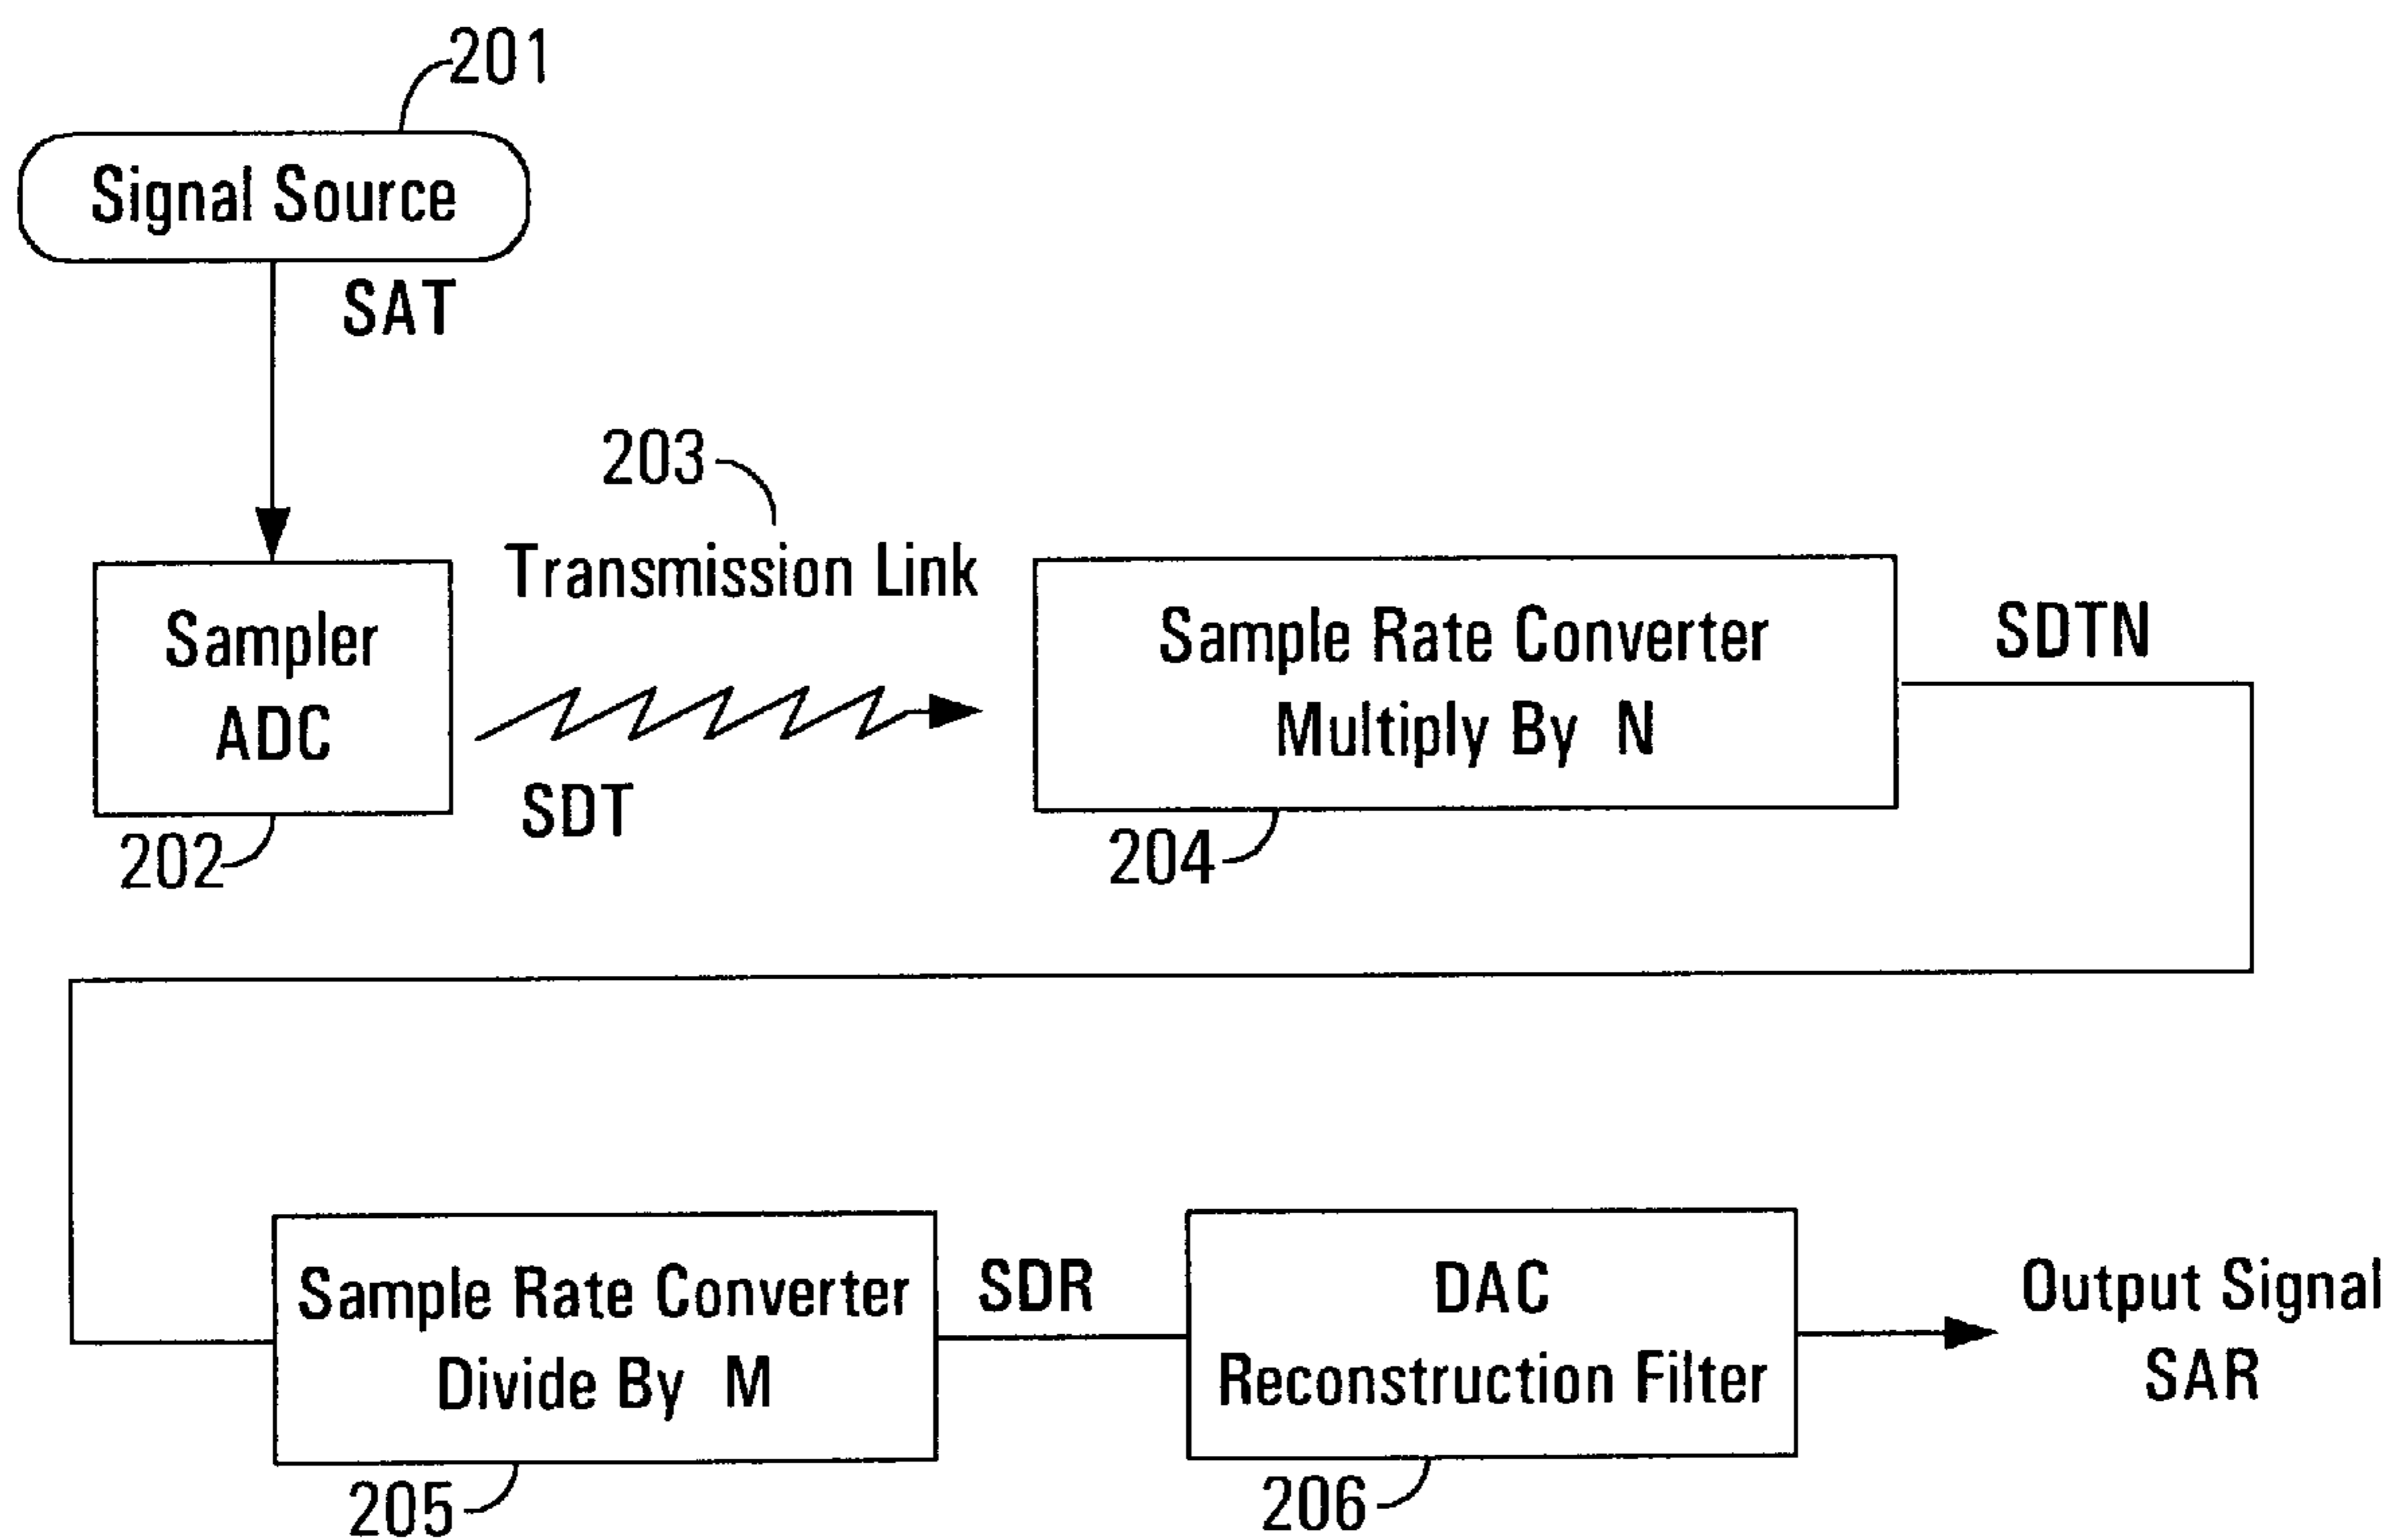 201
Signal Source
SAT
203
Transmission Link
Sampler
ADC
SDT
202
Sample Rate Converter
Multiply By N
204
SDTN
Sample Rate Converter
Divide By M
205
SDR
DAC
Reconstruction Filter
206
Output Signal
SAR